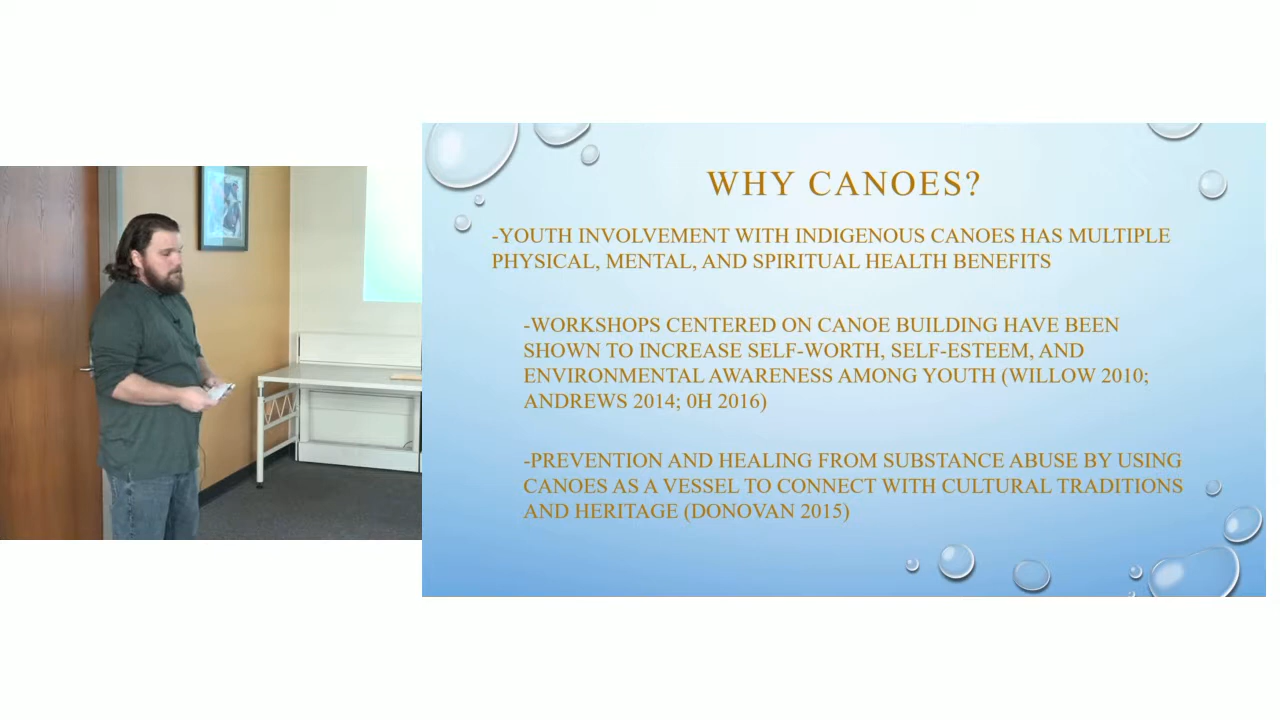 WHY CANOES?
-YOUTH INVOLVEMENT WITH INDIGENOUS CANOES HAS MULTIPLE
PHYSICAL, MENTAL, AND SPIRITUAL HEALTH BENEFITS
-WORKSHOPS CENTERED ON CANOE BUILDING HAVE BEEN
SHOWN TO INCREASE SELF-WORTH, SELF-ESTEEM, AND
ENVIRONMENTAL AWARENESS AMONG YOUTH (WILLOW 2010;
ANDREWS 2014; 0H 2016)
-PREVENTION AND HEALING FROM SUBSTANCE ABUSE BY USING
CANOES AS A VESSEL TO CONNECT WITH CULTURAL TRADITIONS
AND HERITAGE (DONOVAN 2015)